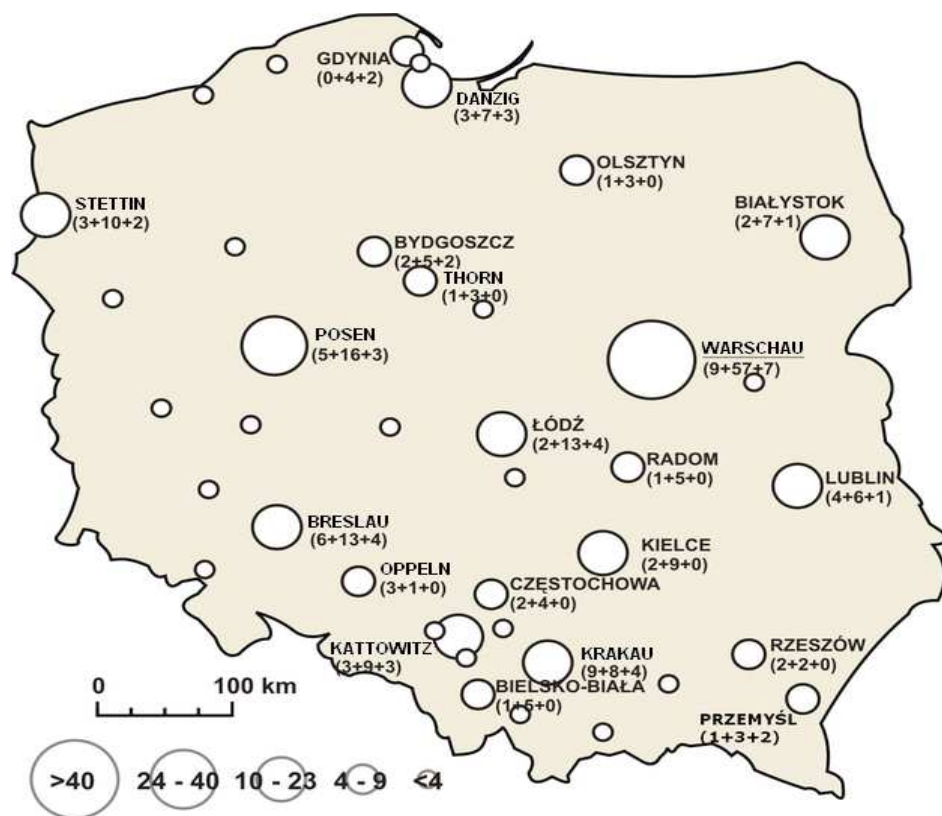 GDYNIA
(0+4+2)
DANZIG
(3+7+3)
OLSZTYN
(1+3+0)
STETTIN
(3+10+2)
BIAŁYSTOK
(2+7+1)
BYDGOSZCZ
(2+5+2)
THORN
(1+3+0)
POSEN
(5+16+3)
WARSCHAU
(9+57+7)
ŁÓDŹ
(2+13+4)
RADOM
(1+5+0)
LUBLIN
(4+6+1)
BRESLAU
(6+13+4)
KIELCE
(2+9+0)
OPPELN
(3+1+0)
CZĘSTOCHOWA
(2+4+0)
KATTOWITZ
(3+9+3)
KRAKAU
(9+8+4)
RZESZÓW
(2+2+0)
BIELSKO-BIAŁA
(1+5+0)
PRZEMYŚL
(1+3+2)
0 100 km
>40 24 - 40 10 - 23 4 - 9 <4